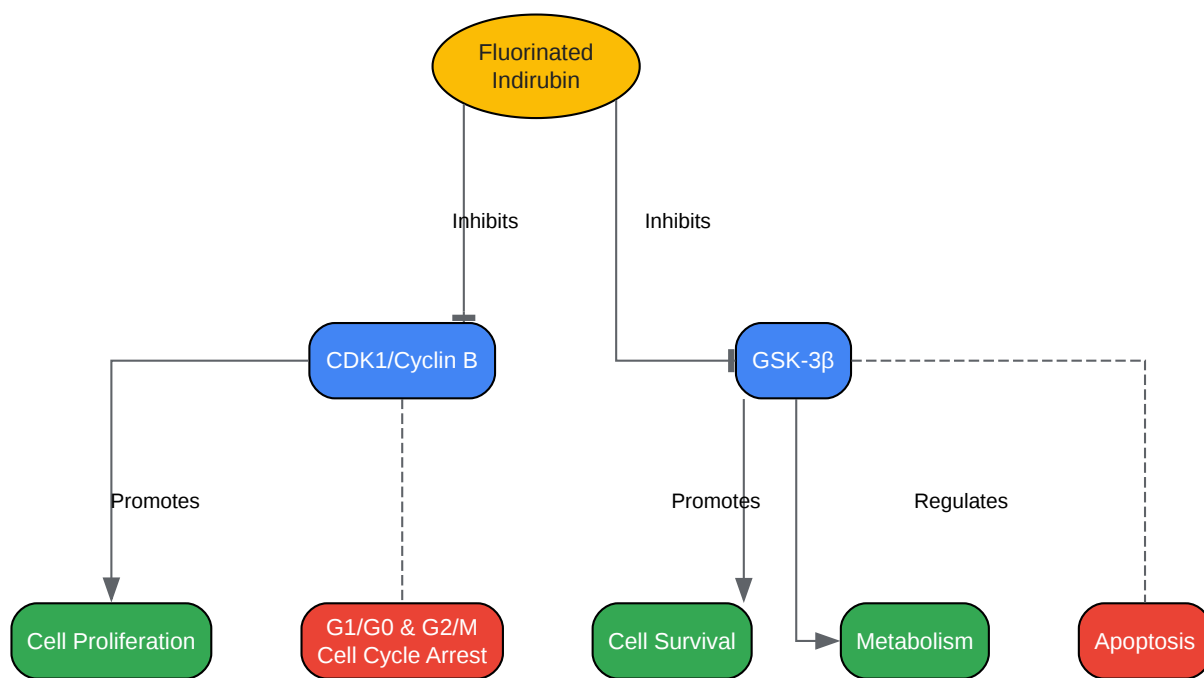 Fluorinated
Indirubin
Inhibits
Inhibits
CDK1/Cyclin B
GSK-3β
Promotes
Promotes
Regulates
Cell Proliferation
G1/G0 & G2/M
Cell Cycle Arrest
Cell Survival
Metabolism
Apoptosis